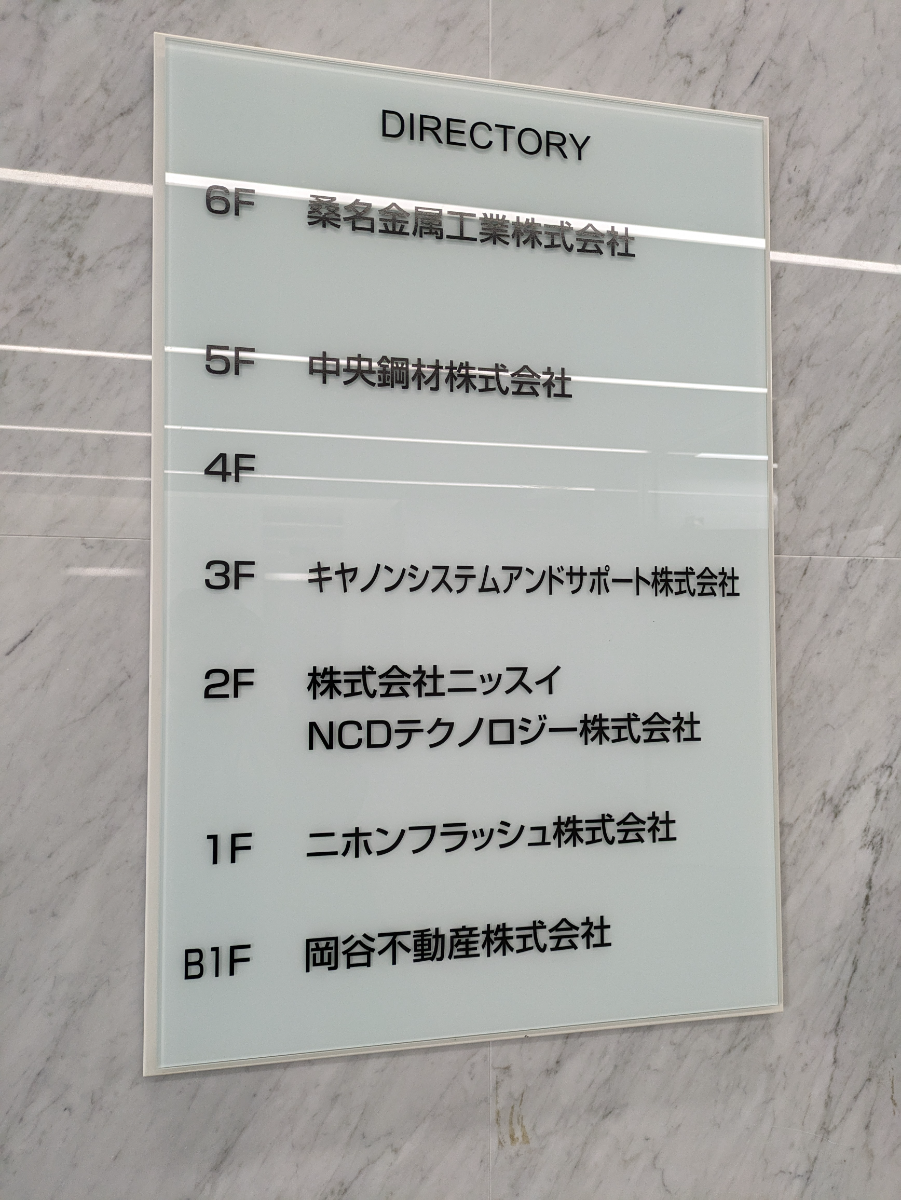 DIRECTORY
6F 桑名金属工業株式会社
5F 中央鋼材株式会社
4F
3F キヤノンシステムアンドサポート株式会社
2F 株式会社ニッスイ
NCDテクノロジー株式会社
1F ニホンフラッシュ株式会社
B1F 岡谷不動産株式会社